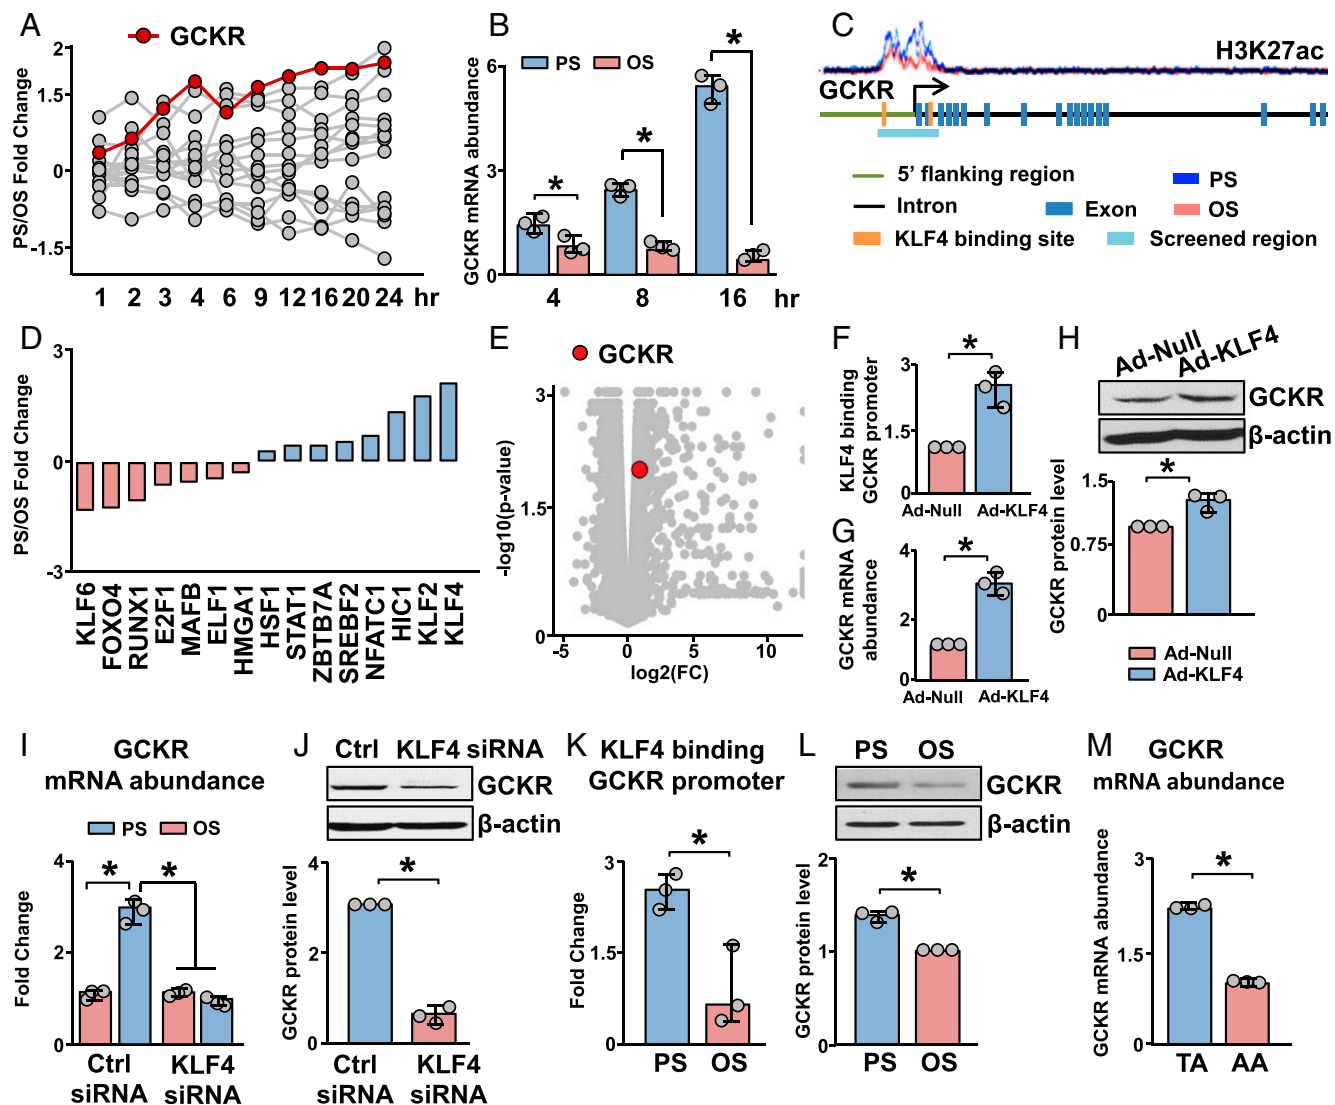 A
GCKR
PS/OS Fold Change
2
1.5
0
-1.5
1 2 3 4 6 9 12 16 20 24 hr
B
PS OS
GCKR mRNA abundance
6
3
0
* * *
4 8 16 hr
C
H3K27ac
GCKR
5' flanking region
PS
Intron
Exon
OS
KLF4 binding site
Screened region
D
PS/OS Fold Change
3
0
-3
KLF6 FOXO4 RUNX1 E2F1 MAFB ELF1 HMGA1 HSF1 STAT1 ZBTB7A SREBF2 NFATC1 HIC1 KLF2 KLF4
E
GCKR
-log10(p-value)
3.0
1.5
0
-5 0 5 10
log2(FC)
F
KLF4 binding
GCKR promoter
3
1.5
0
*
Ad-Null Ad-KLF4
G
GCKR mRNA
abundance
4
2
0
*
Ad-Null Ad-KLF4
H
Ad-Null Ad-KLF4
GCKR
β-actin
GCKR protein level
1.5
0.75
0
*
Ad-Null
Ad-KLF4
I
GCKR
mRNA abundance
PS OS
Fold Change
4
2
0
* *
Ctrl siRNA
KLF4 siRNA
J
Ctrl KLF4 siRNA
GCKR
β-actin
GCKR protein level
4
2
0
*
Ctrl siRNA
KLF4 siRNA
K
KLF4 binding
GCKR promoter
Fold Change
3
1.5
0
*
PS OS
L
PS OS
GCKR
β-actin
GCKR protein level
2
1
0
*
PS OS
M
GCKR
mRNA abundance
GCKR mRNA abundance
3
1.5
0
*
TA AA